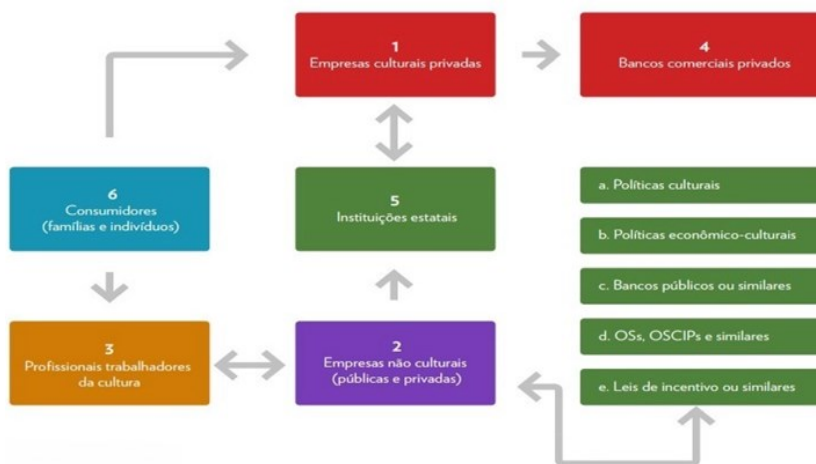 1
Empresas culturais privadas
4
Bancos comerciais privados
6
Consumidores
(famílias e indivíduos)
5
Instituições estatais
a. Políticas culturais
b. Políticas econômico-culturais
c. Bancos públicos ou similares
d. OSs, OSCIPs e similares
e. Leis de incentivo ou similares
3
Profissionais trabalhadores
da cultura
2
Empresas não culturais
(públicas e privadas)